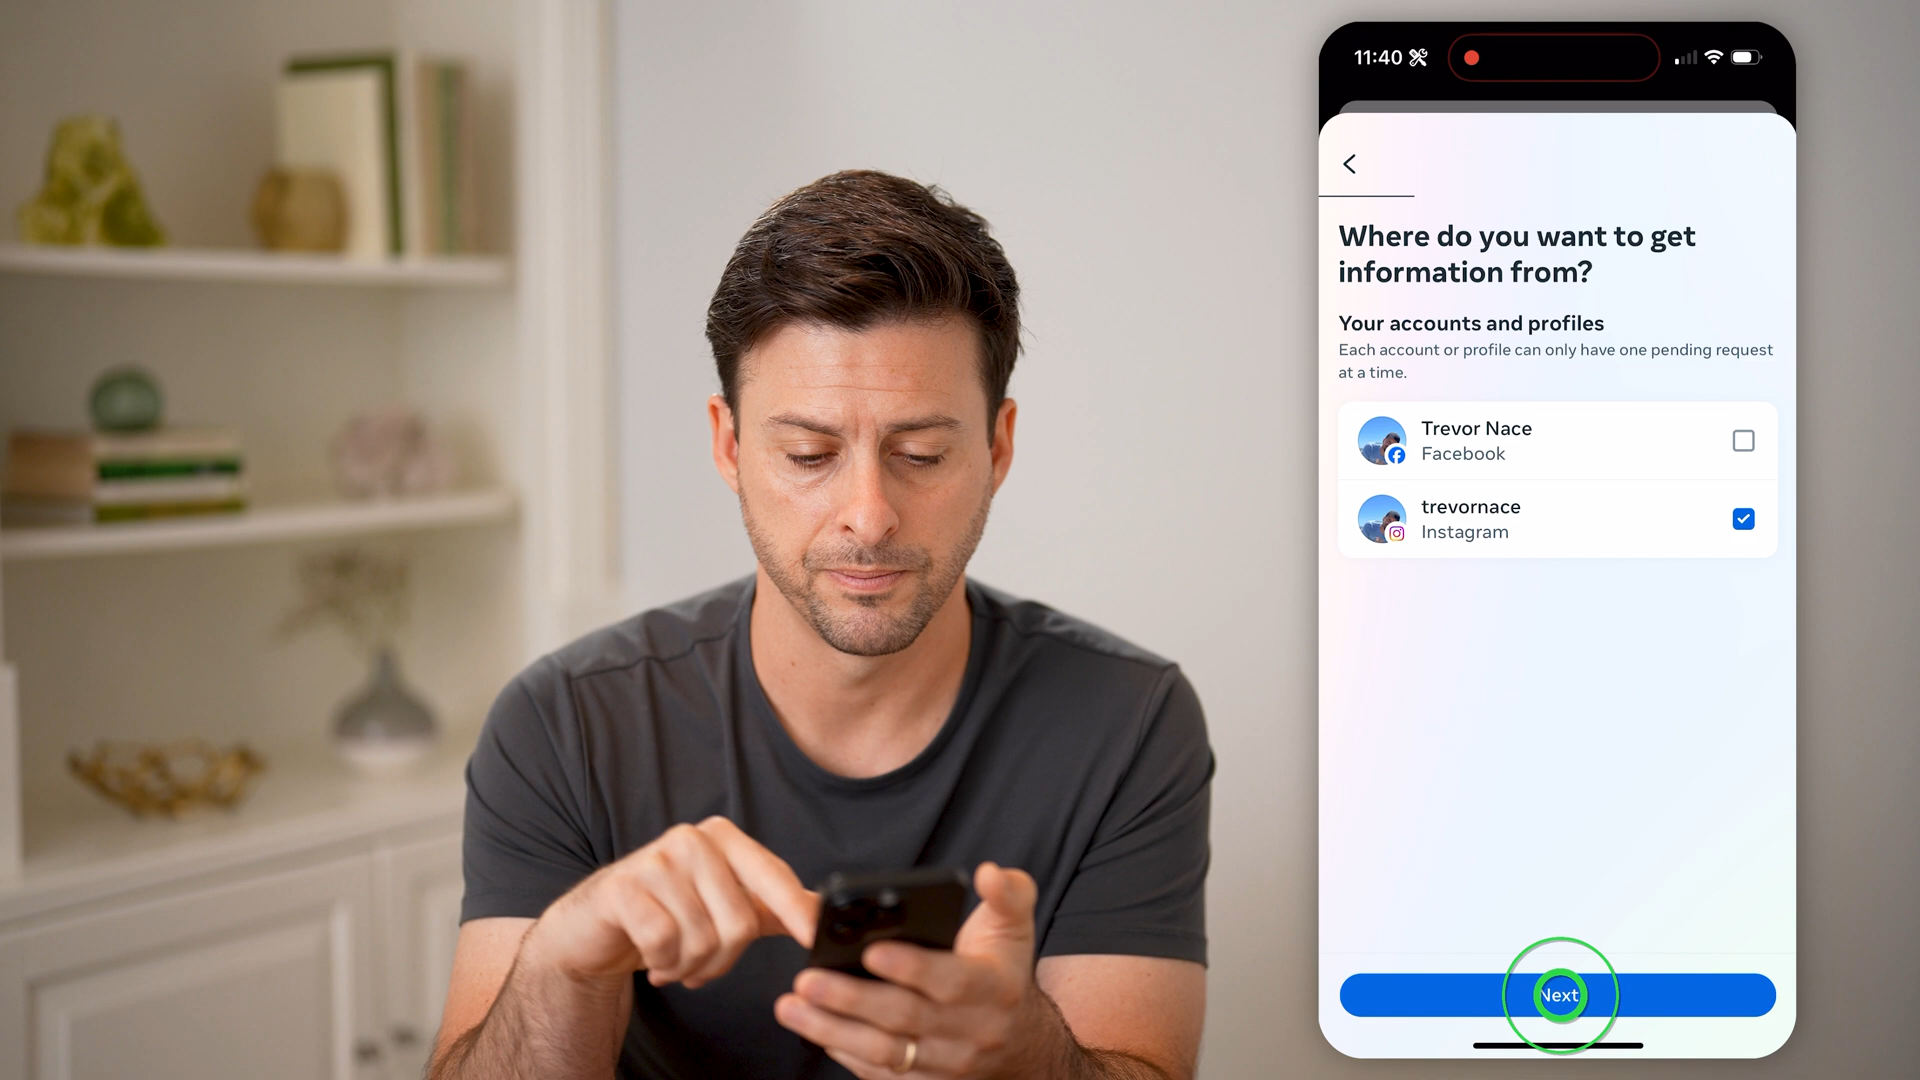 11:40
Where do you want to get
information from?
Your accounts and profiles
Each account or profile can only have one pending request
at a time.
Trevor Nace
Facebook
trevornace
Instagram
Next